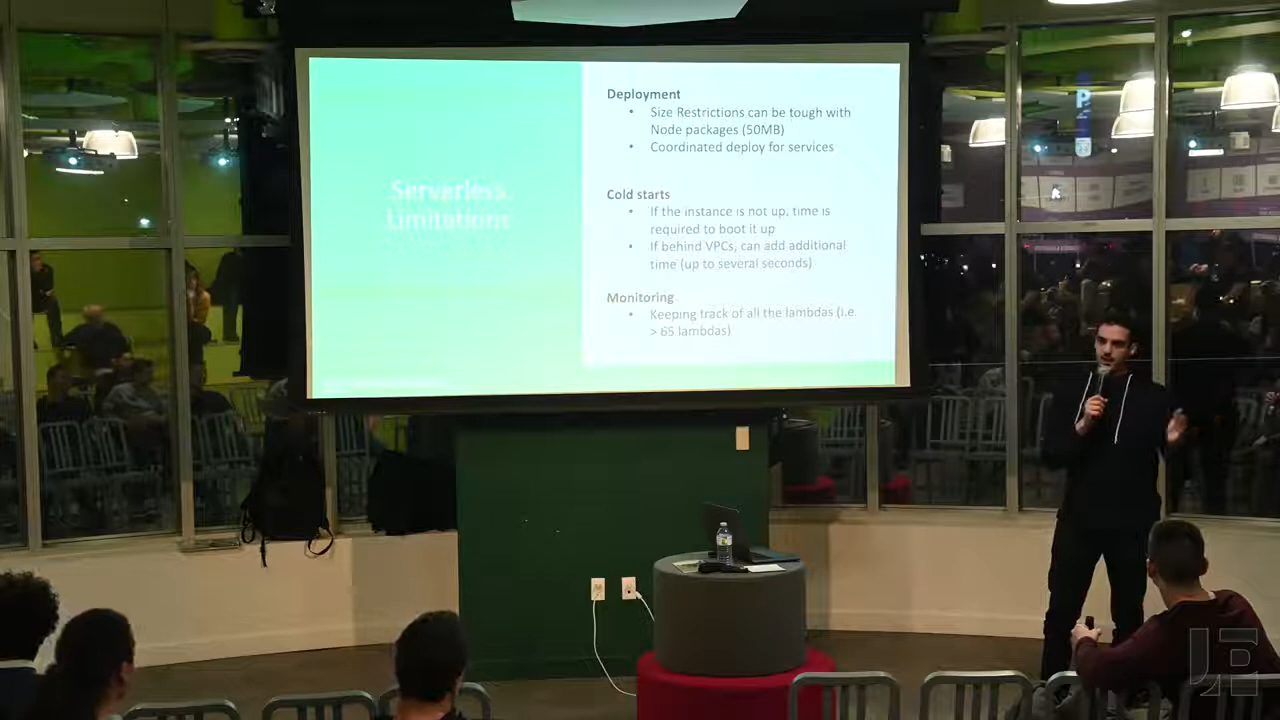 Serverless
Limitations
Deployment
• Size Restrictions can be tough with
Node packages (50MB)
• Coordinated deploy for services
Cold starts
• If the instance is not up, time is
required to boot it up
• If behind VPCs, can add additional
time (up to several seconds)
Monitoring
• Keeping track of all the lambdas (i.e.
> 65 lambdas)